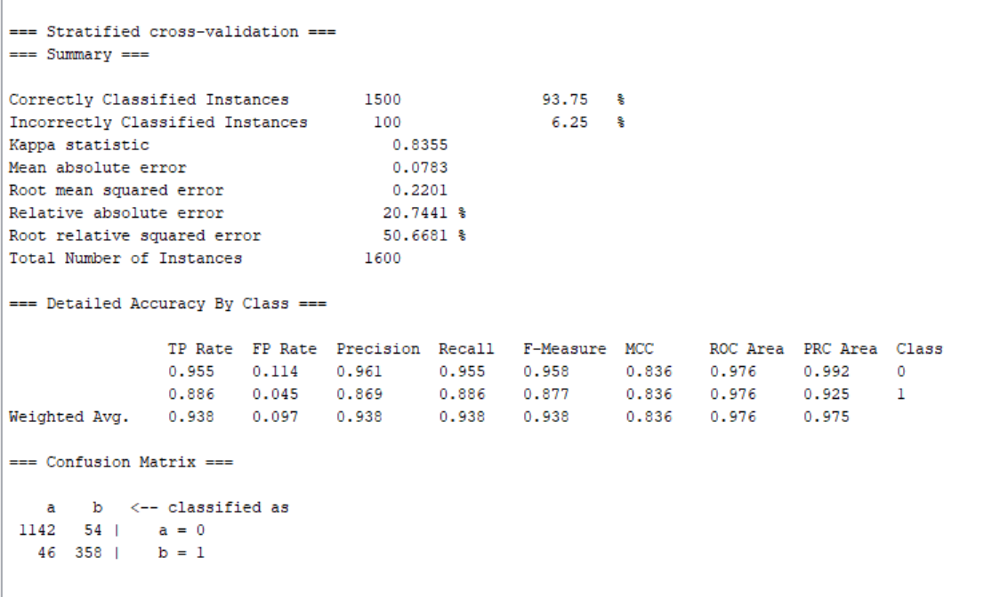 === Stratified cross-validation ===
=== Summary ===
Correctly Classified Instances 1500 93.75 %
Incorrectly Classified Instances 100 6.25 %
Kappa statistic 0.8355
Mean absolute error 0.0783
Root mean squared error 0.2201
Relative absolute error 20.7441 %
Root relative squared error 50.6681 %
Total Number of Instances 1600
=== Detailed Accuracy By Class ===
TP Rate FP Rate Precision Recall F-Measure MCC ROC Area PRC Area Class
0.955 0.114 0.961 0.955 0.958 0.836 0.976 0.992 0
0.886 0.045 0.869 0.886 0.877 0.836 0.976 0.925 1
Weighted Avg. 0.938 0.097 0.938 0.938 0.938 0.836 0.976 0.975
=== Confusion Matrix ===
a b <-- classified as
1142 54 | a = 0
46 358 | b = 1